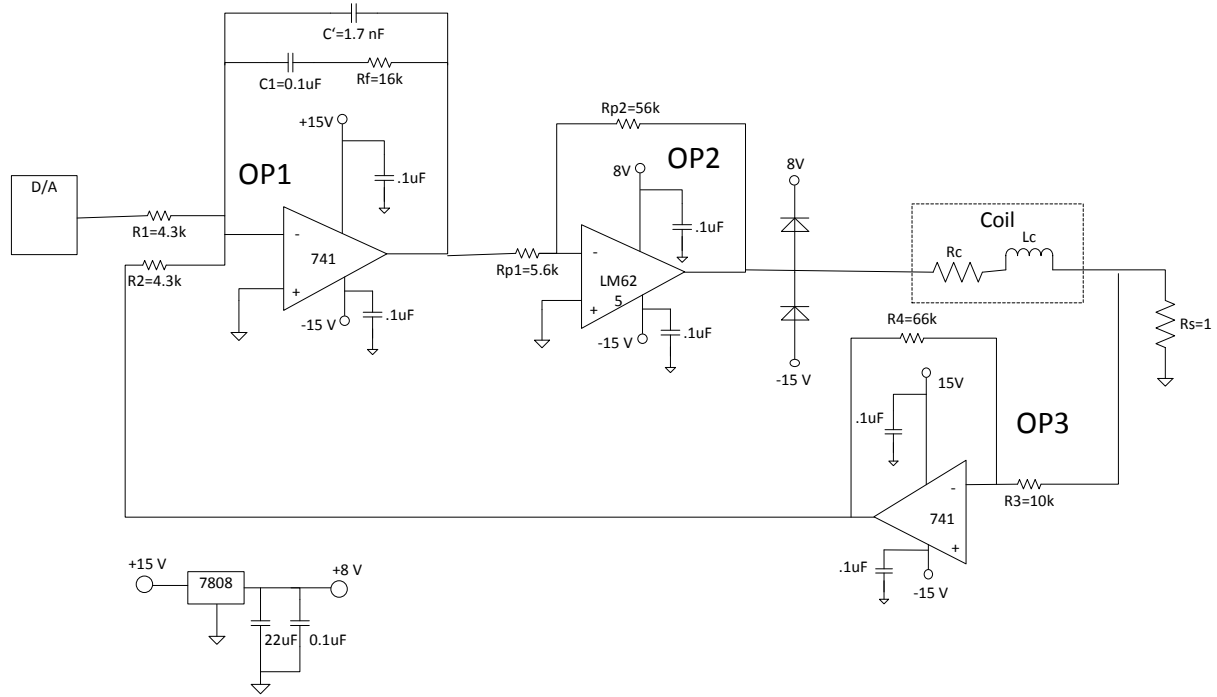 C'=1.7 nF
C1=0.1uF
Rf=16k
+15V
OP1
.1uF
D/A
R1=4.3k
R2=4.3k
-
741
+
-15 V
.1uF
Rp2=56k
OP2
8V
.1uF
Rp1=5.6k
-
LM62
5
+
-15 V
.1uF
8V
-15 V
Coil
Rc
Lc
Rs=1
R4=66k
15V
.1uF
OP3
-
R3=10k
741
+
.1uF
-15 V
+15 V
7808
+8 V
22uF
0.1uF